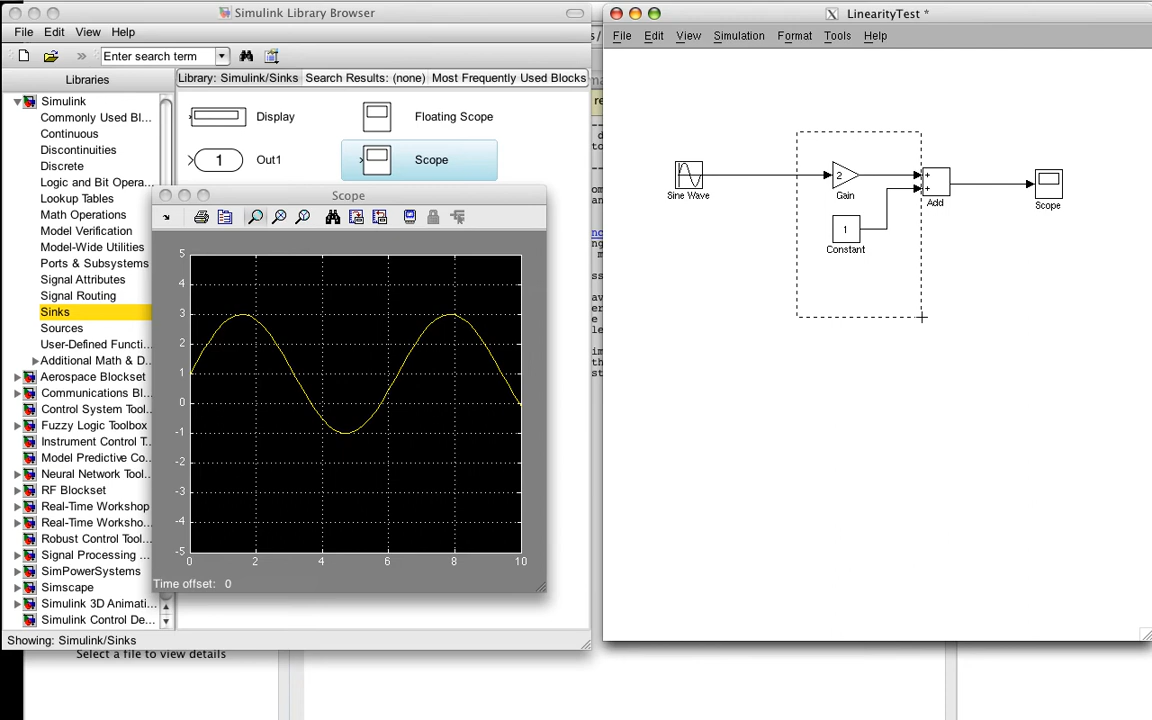 Simulink Library Browser
File Edit View Help
Enter search term
Libraries
Library: Simulink/Sinks Search Results: (none) Most Frequently Used Blocks
Simulink
Commonly Used Bl...
Continuous
Discontinuities
Discrete
Logic and Bit Opera...
Lookup Tables
Math Operations
Model Verification
Model-Wide Utilities
Ports & Subsystems
Signal Attributes
Signal Routing
Sinks
Sources
User-Defined Functi...
Additional Math & D...
Aerospace Blockset
Communications Bl...
Control System Tool...
Fuzzy Logic Toolbox
Instrument Control T...
Model Predictive Co...
Neural Network Tool...
RF Blockset
Real-Time Workshop
Real-Time Worksho...
Robust Control Tool...
Signal Processing ...
SimPowerSystems
Simscape
Simulink 3D Animati...
Simulink Control De...
Display
Floating Scope
1 Out1
Scope
Scope
5
4
3
2
1
0
-1
-2
-3
-4
-5
0 2 4 6 8 10
Time offset: 0
Showing: Simulink/Sinks
Select a file to view details
LinearityTest *
File Edit View Simulation Format Tools Help
Sine Wave
2
Gain
1
Constant
+
+
Add
Scope